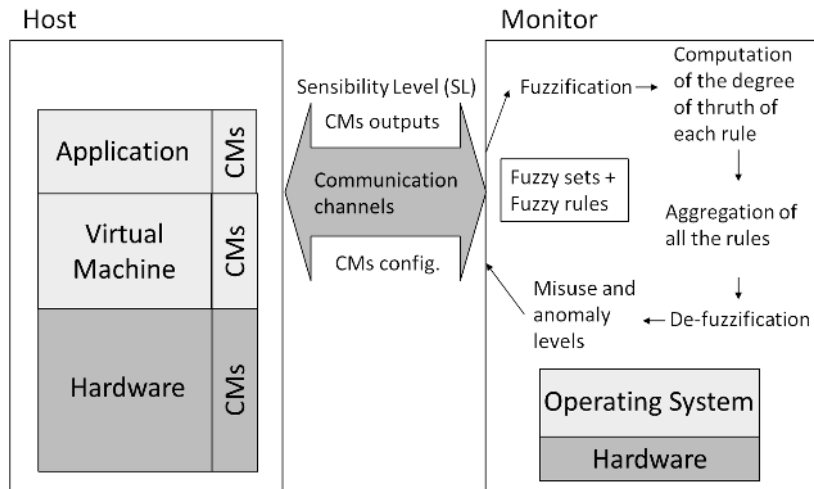 Host
Application
CMs
Virtual
Machine
CMs
Hardware
CMs
Sensibility Level (SL)
CMs outputs
Communication
channels
CMs config.
Monitor
Fuzzification
Computation
of the degree
of thruth of
each rule
Fuzzy sets +
Fuzzy rules
Aggregation of
all the rules
De-fuzzification
Misuse and
anomaly
levels
Operating System
Hardware